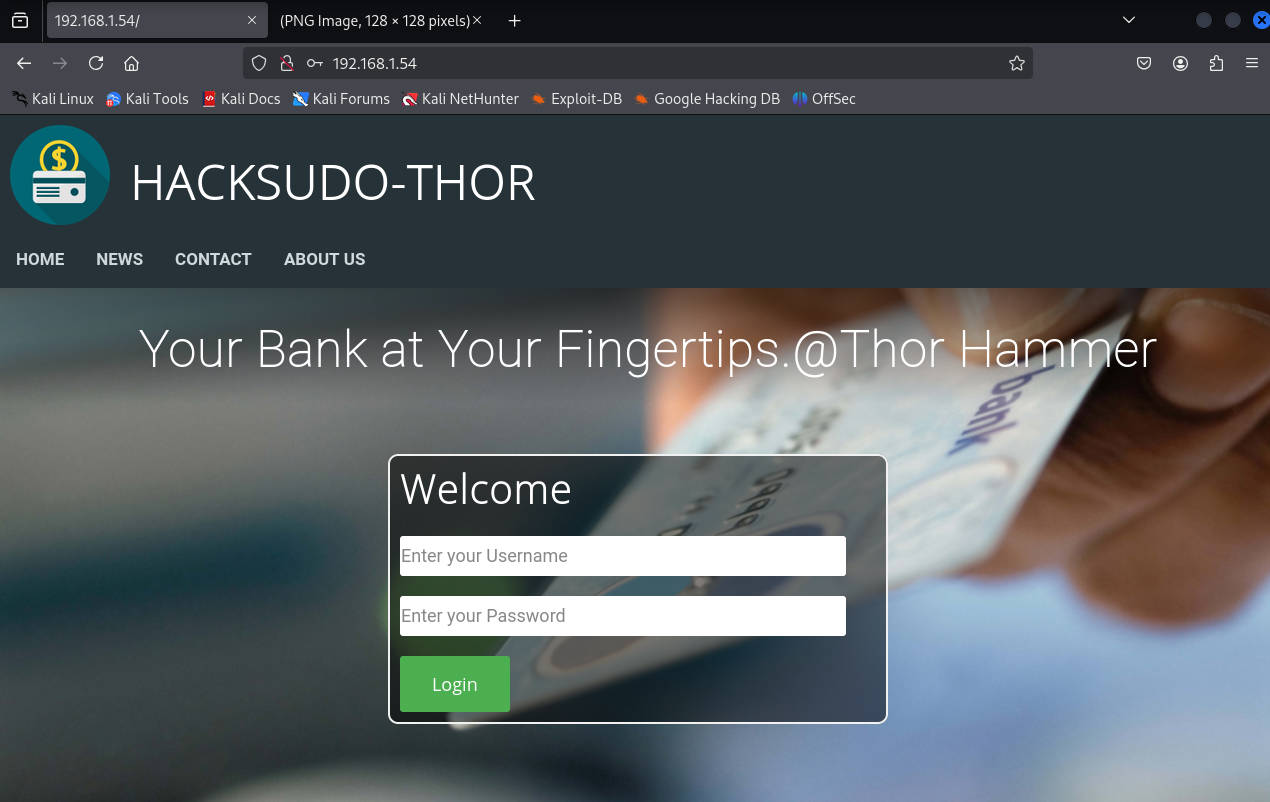 192.168.1.54/
(PNG Image, 128 × 128 pixels)
192.168.1.54
Kali Linux Kali Tools Kali Docs Kali Forums Kali NetHunter Exploit-DB Google Hacking DB OffSec
HACKSUDO-THOR
HOME NEWS CONTACT ABOUT US
Your Bank at Your Fingertips.@Thor Hammer
bank
Welcome
Enter your Username
Enter your Password
Login